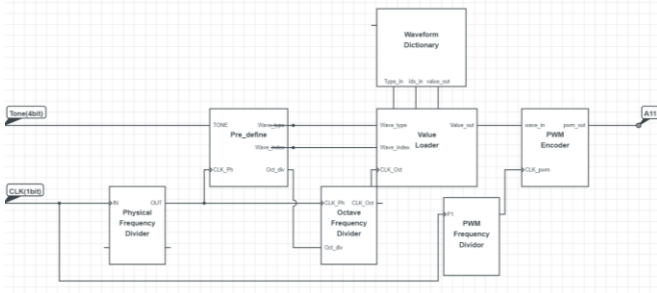 Waveform
Dictionary
Type_in Idx_in value_out
Tone(4bit)
A11
TONE
Wave_type
Pre_define
Wave_index
CLK_Ph
Oct_div
Wave_type
Value_out
Value
Loader
Wave_index
CLK_Oct
wave_in
pwm_out
PWM
Encoder
CLK_pwm
CLK(1bit)
IN
OUT
Physical
Frequency
Divider
CLK_Ph
CLK_Oct
Octave
Frequency
Divider
Oct_div
PWM
Frequency
Dividor